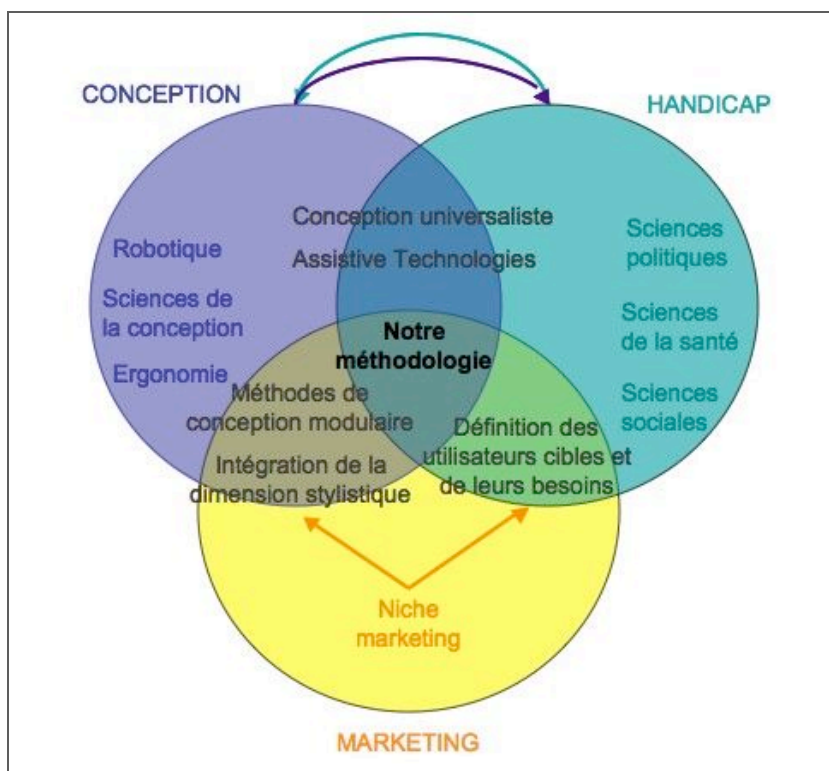 CONCEPTION
HANDICAP
Conception universaliste
Assistive Technologies
Robotique
Sciences de
la conception
Ergonomie
Sciences
politiques
Sciences
de la santé
Sciences
sociales
Notre
méthodologie
Méthodes de
conception modulaire
Intégration de la
dimension stylistique
Définition des
utilisateurs cibles et
de leurs besoins
Niche
marketing
MARKETING